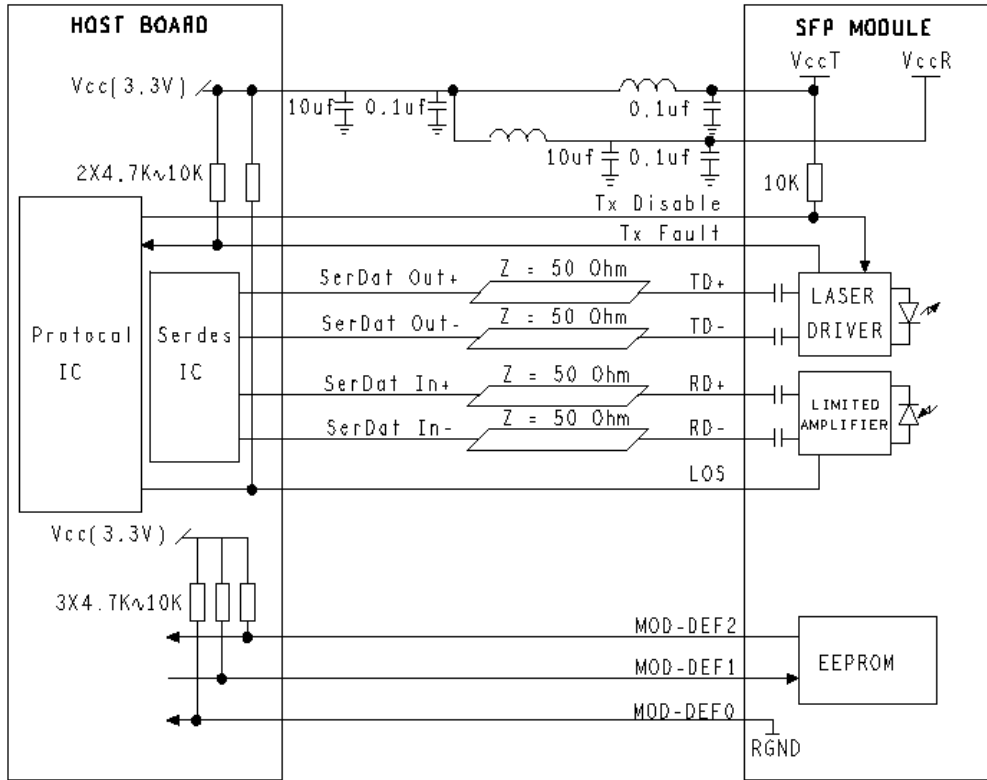 HOST BOARD
SFP MODULE
VccT
VccR
Vcc(3.3V)
10uf
0.1uf
0.1uf
10uf
0.1uf
2X4.7K~10K
10K
Tx Disable
Tx Fault
SerDat Out+
Z = 50 Ohm
TD+
SerDat Out-
Z = 50 Ohm
TD-
LASER
DRIVER
Protocal
IC
Serdes
IC
SerDat In+
Z = 50 Ohm
RD+
SerDat In-
Z = 50 Ohm
RD-
LIMITED
AMPLIFIER
LOS
Vcc(3.3V)
3X4.7K~10K
MOD-DEF2
MOD-DEF1
EEPROM
MOD-DEF0
RGND